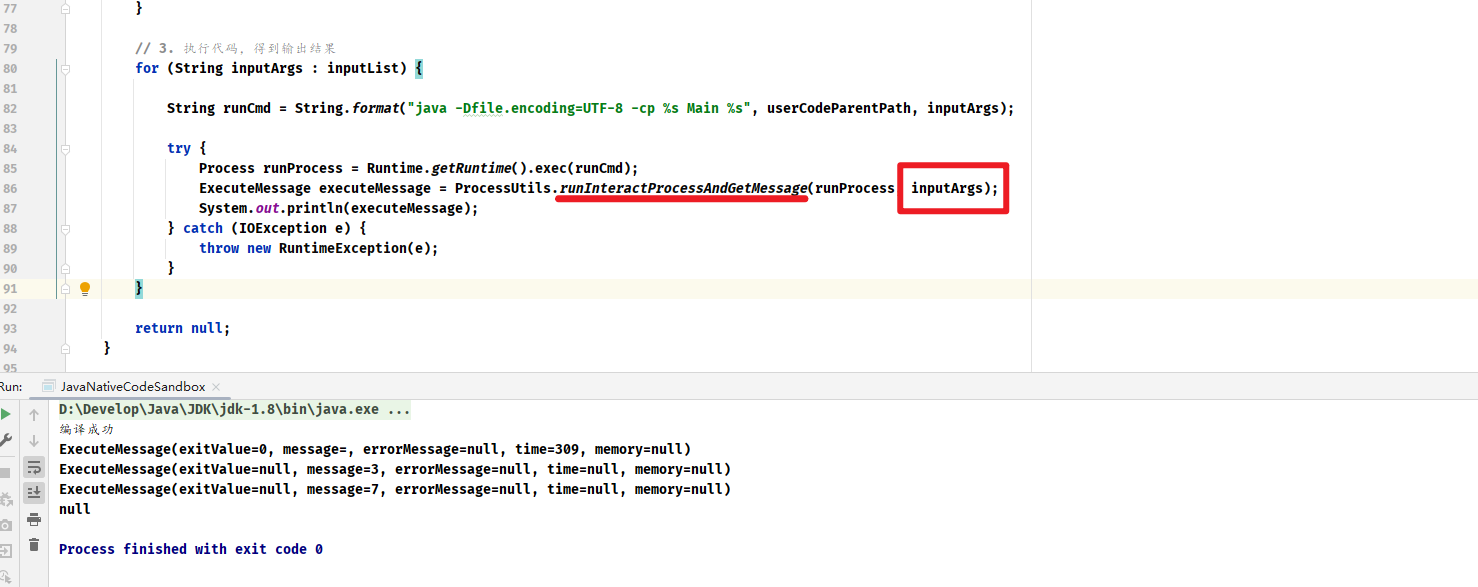 77 }
78
79 // 3. 执行代码，得到输出结果
80 for (String inputArgs : inputList) {
81
82 String runCmd = String.format("java -Dfile.encoding=UTF-8 -cp %s Main %s", userCodeParentPath, inputArgs);
83
84 try {
85 Process runProcess = Runtime.getRuntime().exec(runCmd);
86 ExecuteMessage executeMessage = ProcessUtils.runInteractProcessAndGetMessage(runProcess inputArgs);
87 System.out.println(executeMessage);
88 } catch (IOException e) {
89 throw new RuntimeException(e);
90 }
91 }
92
93 return null;
94 }
95
Run: JavaNativeCodeSandbox
D:\Develop\Java\JDK\jdk-1.8\bin\java.exe ...
编译成功
ExecuteMessage(exitValue=0, message=, errorMessage=null, time=309, memory=null)
ExecuteMessage(exitValue=null, message=3, errorMessage=null, time=null, memory=null)
ExecuteMessage(exitValue=null, message=7, errorMessage=null, time=null, memory=null)
null
Process finished with exit code 0